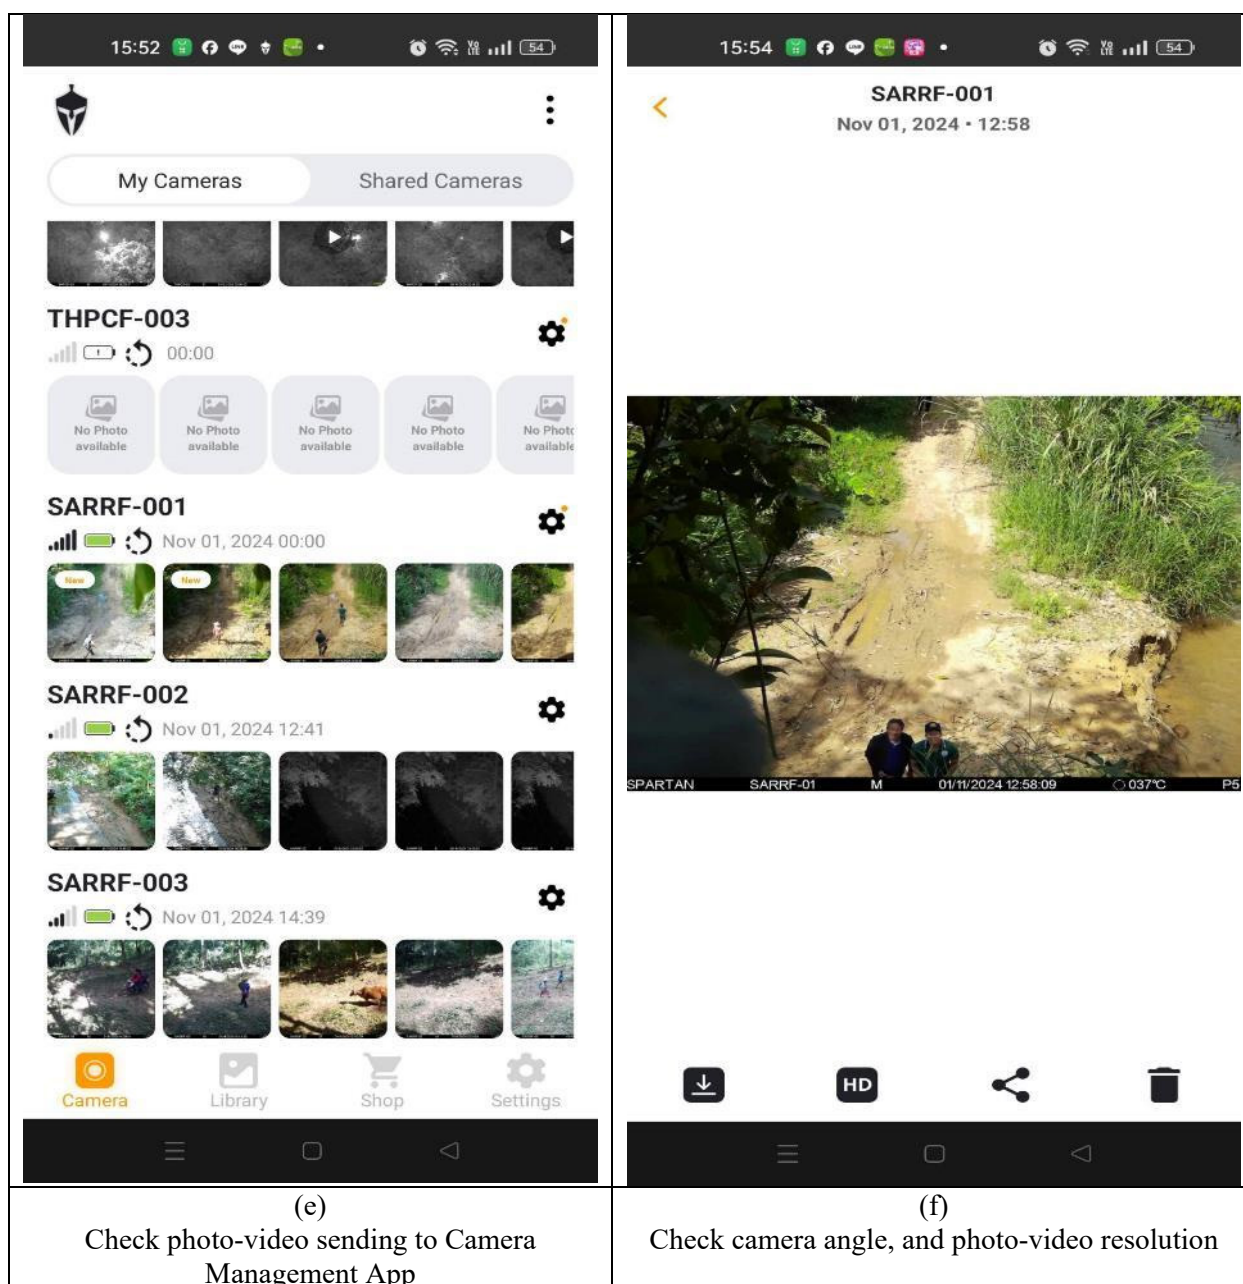 15:52
54
My Cameras
Shared Cameras
THPCF-003
00:00
No Photo available
No Photo available
No Photo available
No Photo available
No Photo available
SARRF-001
Nov 01, 2024 00:00
New
New
SARRF-002
Nov 01, 2024 12:41
SARRF-003
Nov 01, 2024 14:39
Camera
Library
Shop
Settings
(e)
Check photo-video sending to Camera
Management App
15:54
54
SARRF-001
Nov 01, 2024 • 12:58
SPARTAN SARRF-01 M 01/11/2024 12:58:09 037°C P5
HD
(f)
Check camera angle, and photo-video resolution